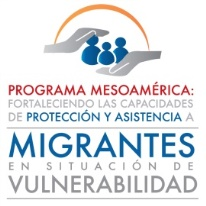 PROGRAMA MESOAMÉRICA:
FORTALECIENDO LAS CAPACIDADES
DE PROTECCIÓN Y ASISTENCIA A
MIGRANTES
EN SITUACIÓN DE
VULNERABILIDAD